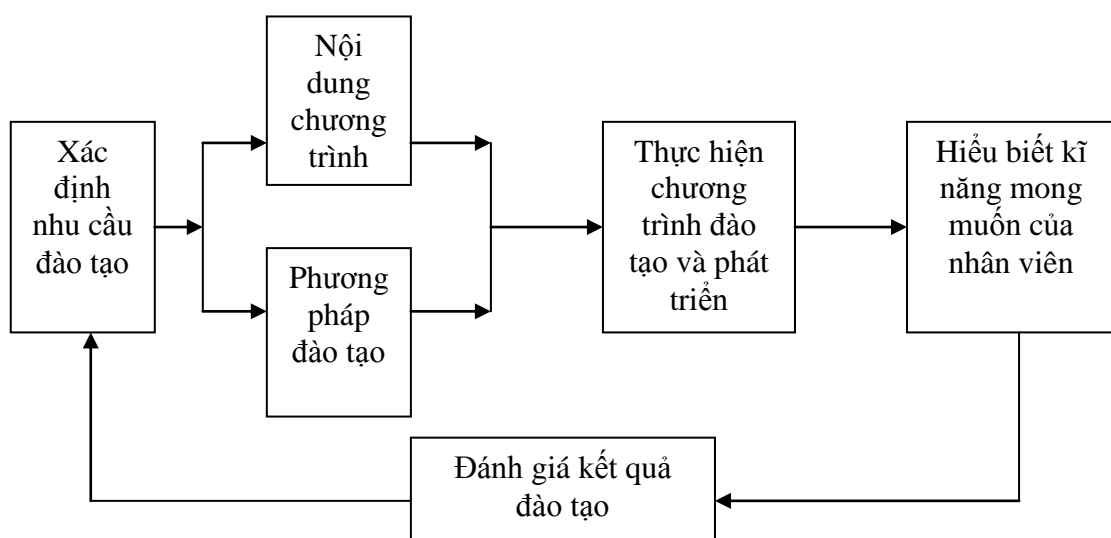 Xác
định
nhu cầu
đào tạo
Nội
dung
chương
trình
Phương
pháp
đào tạo
Thực hiện
chương
trình đào
tạo và phát
triển
Hiểu biết kĩ
năng mong
muốn của
nhân viên
Đánh giá kết quả
đào tạo